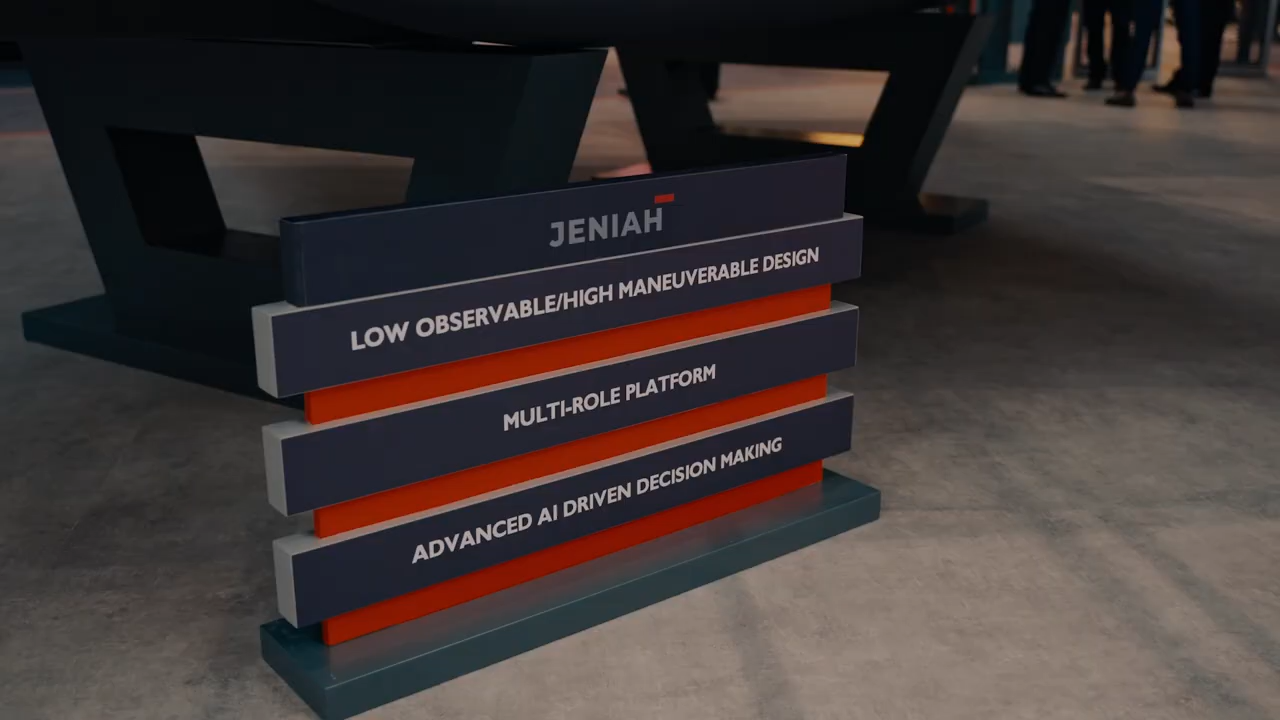 JENIAH
LOW OBSERVABLE/HIGH MANEUVERABLE DESIGN
MULTI-ROLE PLATFORM
ADVANCED AI DRIVEN DECISION MAKING